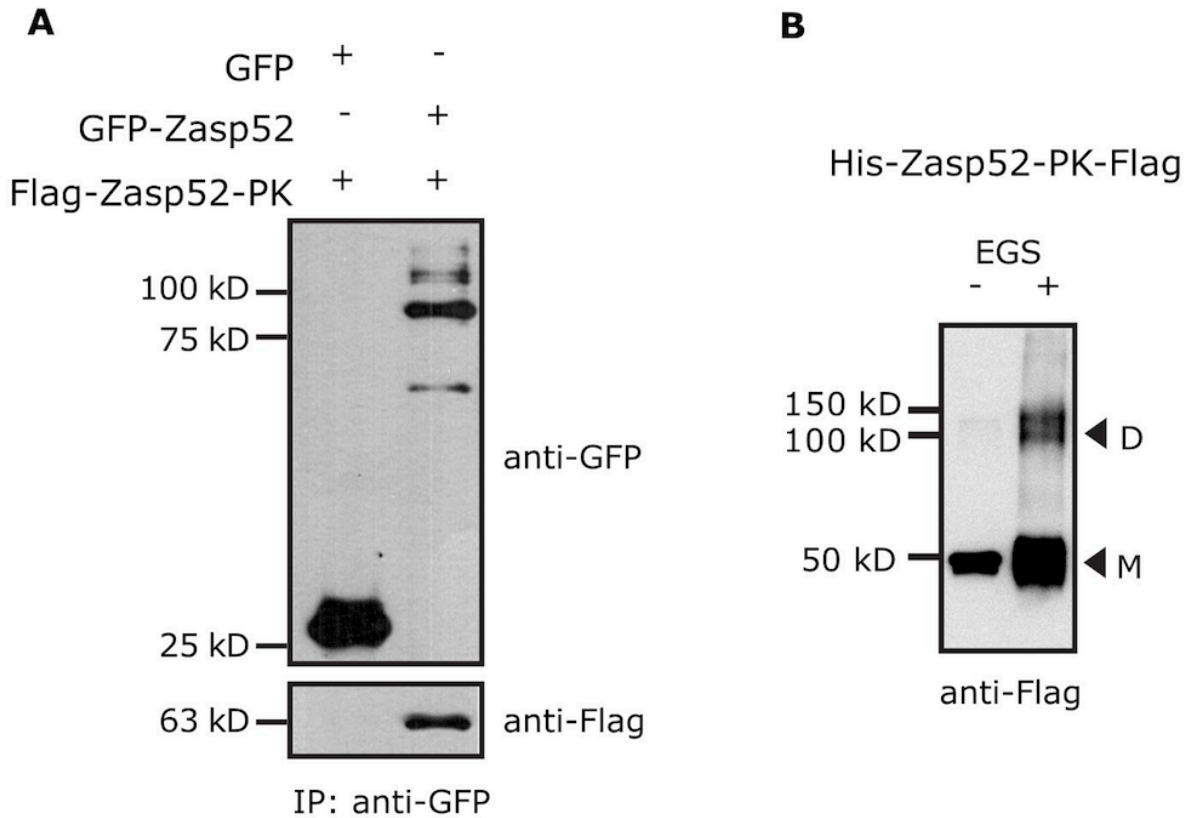 A
GFP + -
GFP-Zasp52 - +
Flag-Zasp52-PK + +
100 kD
75 kD
25 kD
anti-GFP
63 kD
anti-Flag
IP: anti-GFP
B
His-Zasp52-PK-Flag
EGS
- +
150 kD
100 kD
50 kD
D
M
anti-Flag